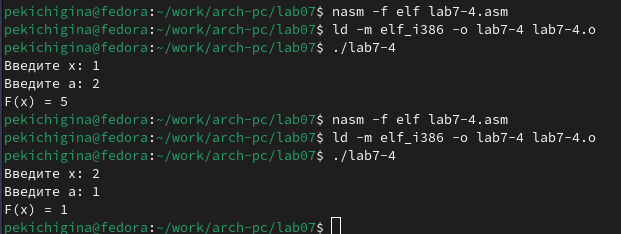 pekichigina@fedora:~/work/arch-pc/lab07$ nasm -f elf lab7-4.asm
pekichigina@fedora:~/work/arch-pc/lab07$ ld -m elf_i386 -o lab7-4 lab7-4.o
pekichigina@fedora:~/work/arch-pc/lab07$ ./lab7-4
Введите x: 1
Введите a: 2
F(x) = 5
pekichigina@fedora:~/work/arch-pc/lab07$ nasm -f elf lab7-4.asm
pekichigina@fedora:~/work/arch-pc/lab07$ ld -m elf_i386 -o lab7-4 lab7-4.o
pekichigina@fedora:~/work/arch-pc/lab07$ ./lab7-4
Введите x: 2
Введите a: 1
F(x) = 1
pekichigina@fedora:~/work/arch-pc/lab07$